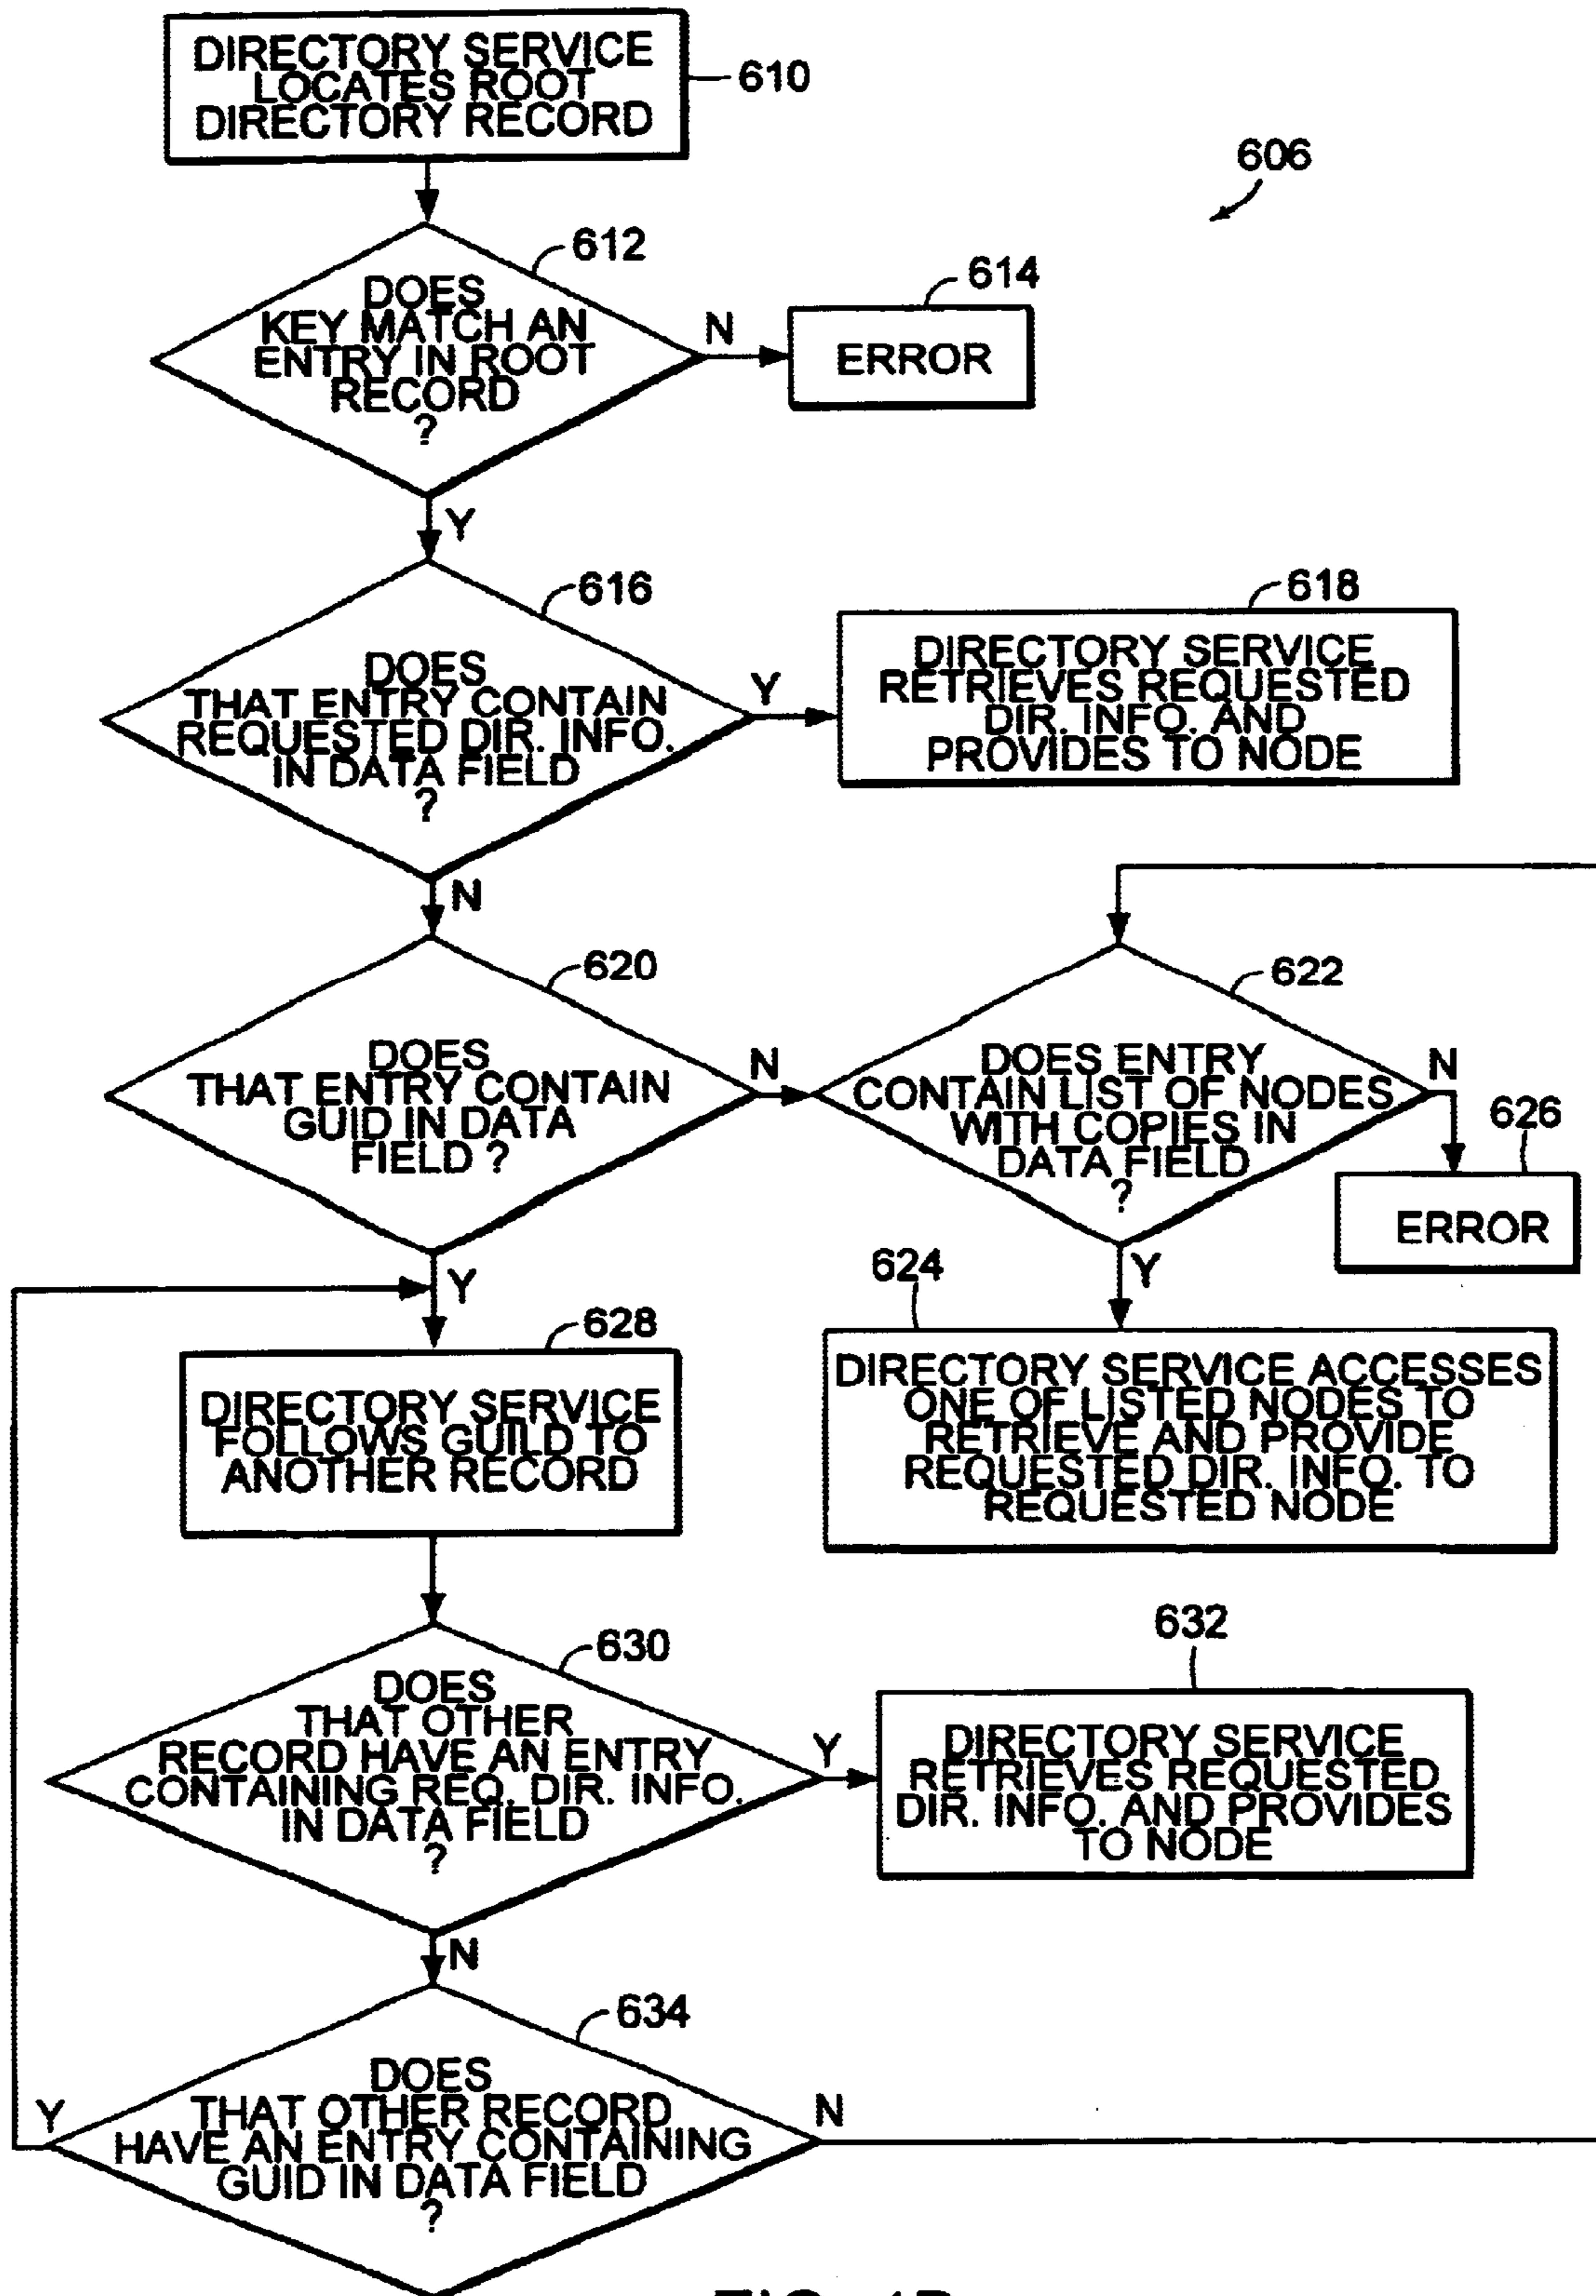 DIRECTORY SERVICE
LOCATES ROOT
DIRECTORY RECORD
610
606
612
DOES
KEY MATCH AN
ENTRY IN ROOT
RECORD
?
N
614
ERROR
Y
616
DOES
THAT ENTRY CONTAIN
REQUESTED DIR. INFO.
IN DATA FIELD
?
Y
618
DIRECTORY SERVICE
RETRIEVES REQUESTED
DIR. INFO. AND
PROVIDES TO NODE
N
620
DOES
THAT ENTRY CONTAIN
GUID IN DATA
FIELD ?
N
622
DOES ENTRY
CONTAIN LIST OF NODES
WITH COPIES IN
DATA FIELD
?
N
626
ERROR
Y
624
DIRECTORY SERVICE ACCESSES
ONE OF LISTED NODES TO
RETRIEVE AND PROVIDE
REQUESTED DIR. INFO. TO
REQUESTED NODE
Y
628
DIRECTORY SERVICE
FOLLOWS GUILD TO
ANOTHER RECORD
630
DOES
THAT OTHER
RECORD HAVE AN ENTRY
CONTAINING REQ. DIR. INFO.
IN DATA FIELD
?
Y
632
DIRECTORY SERVICE
RETRIEVES REQUESTED
DIR. INFO. AND PROVIDES
TO NODE
N
634
DOES
THAT OTHER RECORD
HAVE AN ENTRY CONTAINING
GUID IN DATA FIELD
?
Y
N